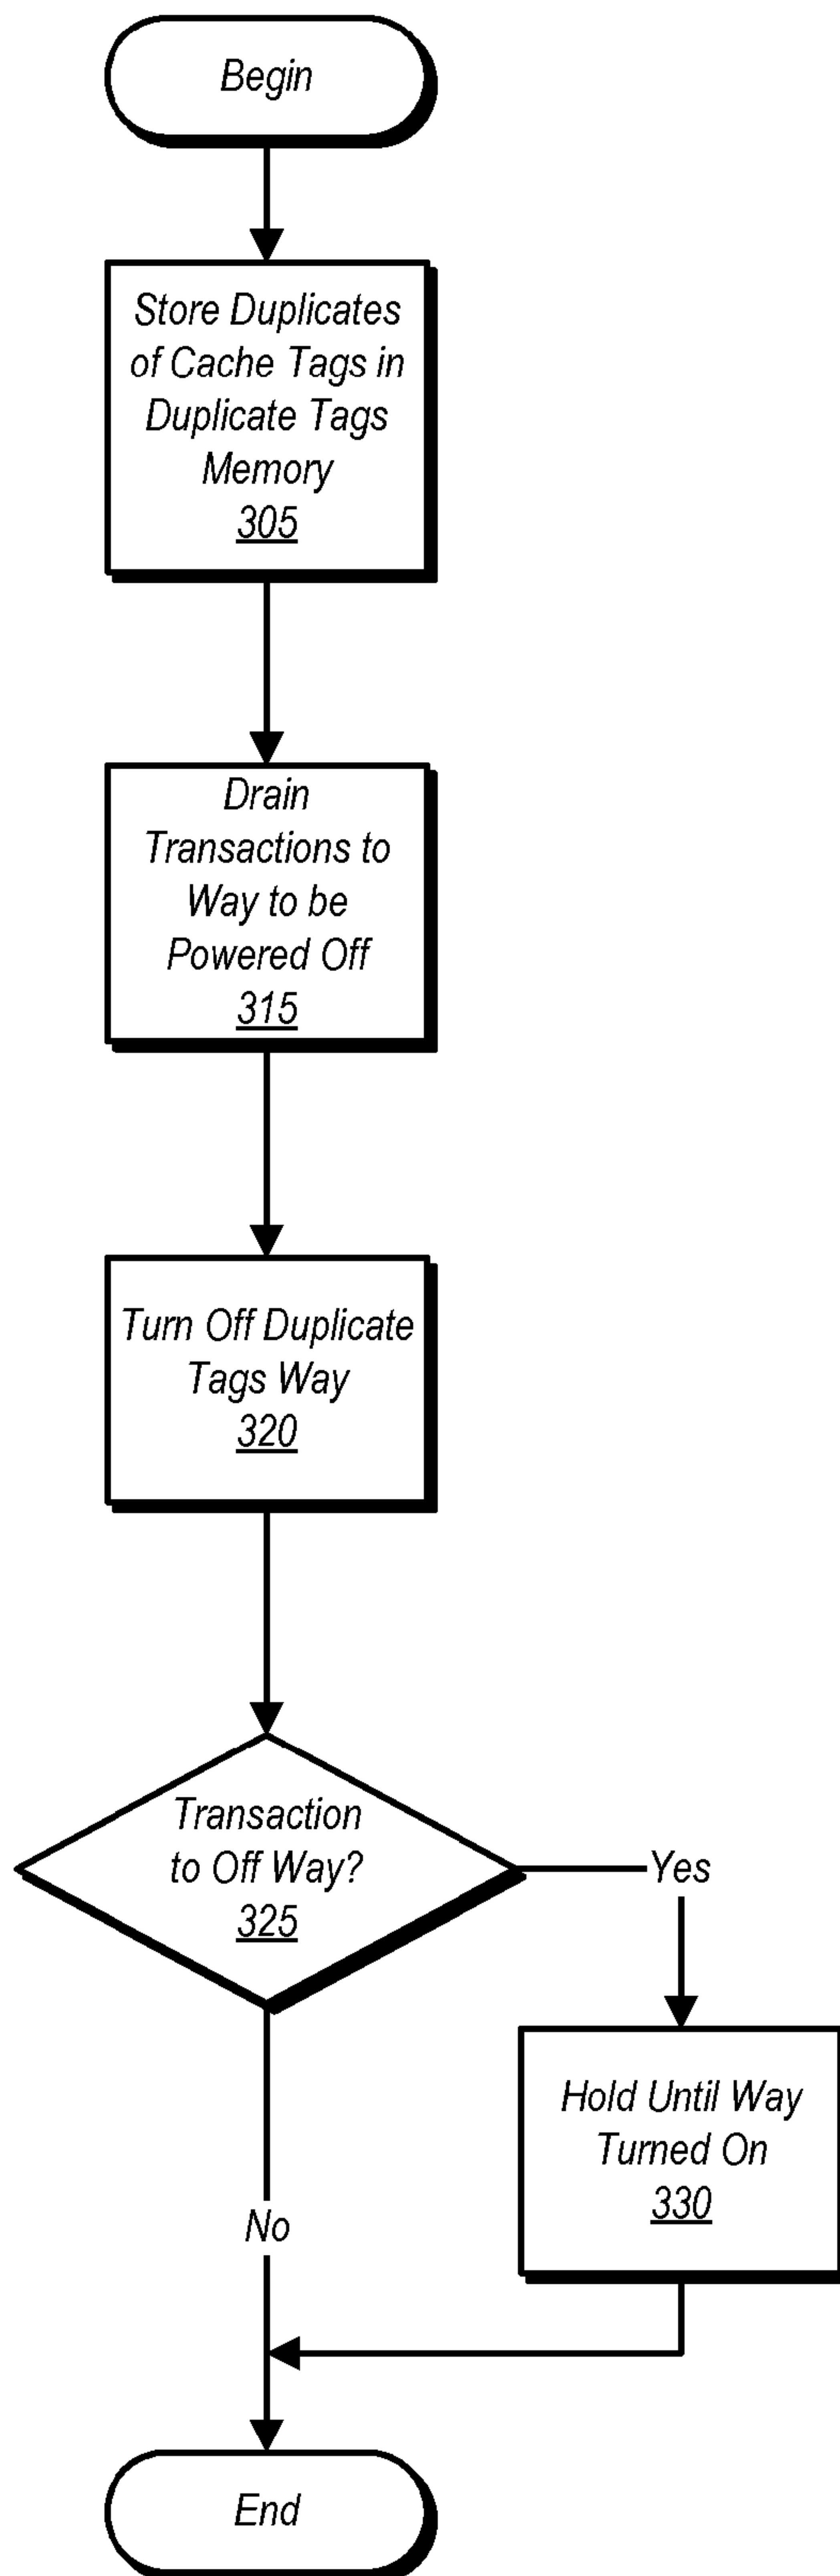 Begin
Store Duplicates
of Cache Tags in
Duplicate Tags
Memory
305
Drain
Transactions to
Way to be
Powered Off
315
Turn Off Duplicate
Tags Way
320
Transaction
to Off Way?
325
Yes
Hold Until Way
Turned On
330
No
End